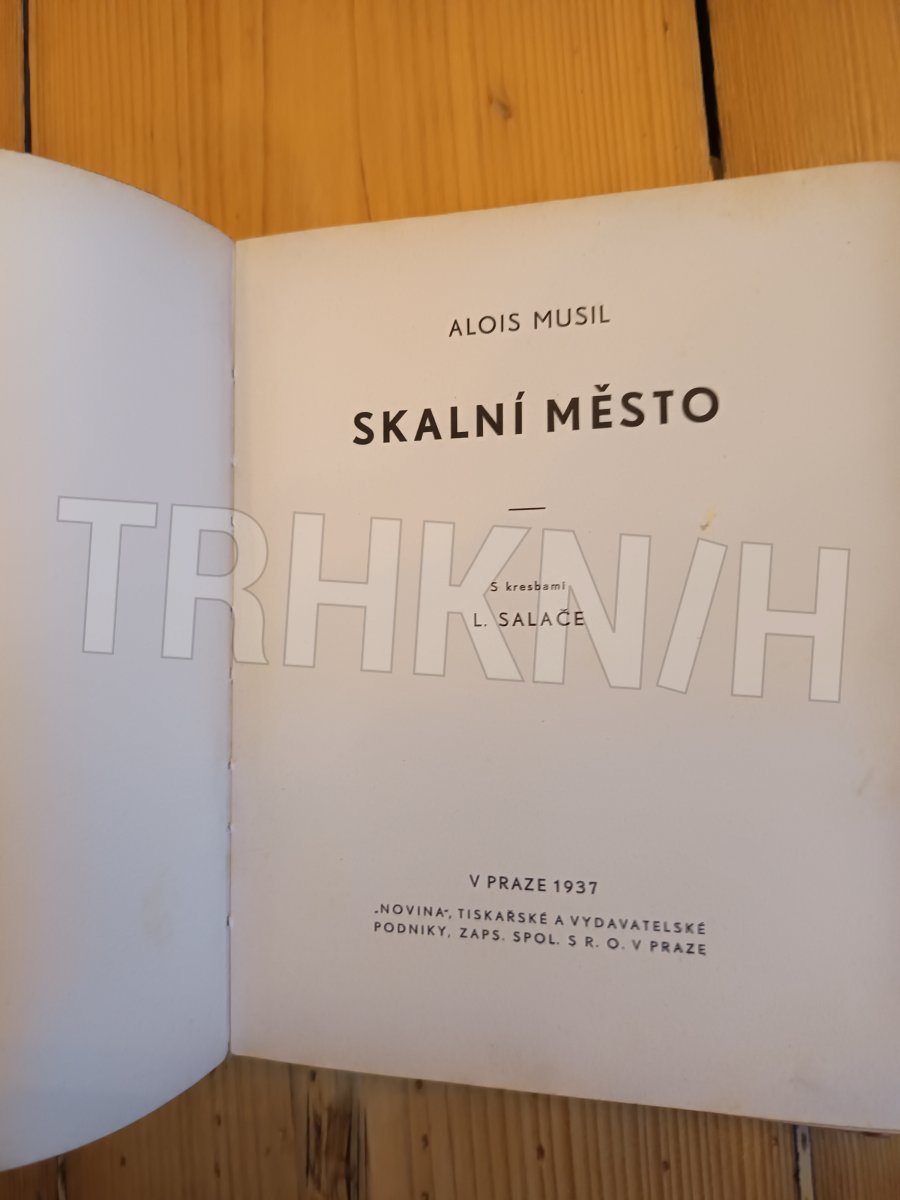 ALOIS MUSIL
SKALNÍ MĚSTO
S kresbami
L. SALAČE
TRHKNIH
V PRAZE 1937
„NOVINA“, TISKAŘSKÉ A VYDAVATELSKÉ
PODNIKY, ZAPS. SPOL. S R. O. V PRAZE